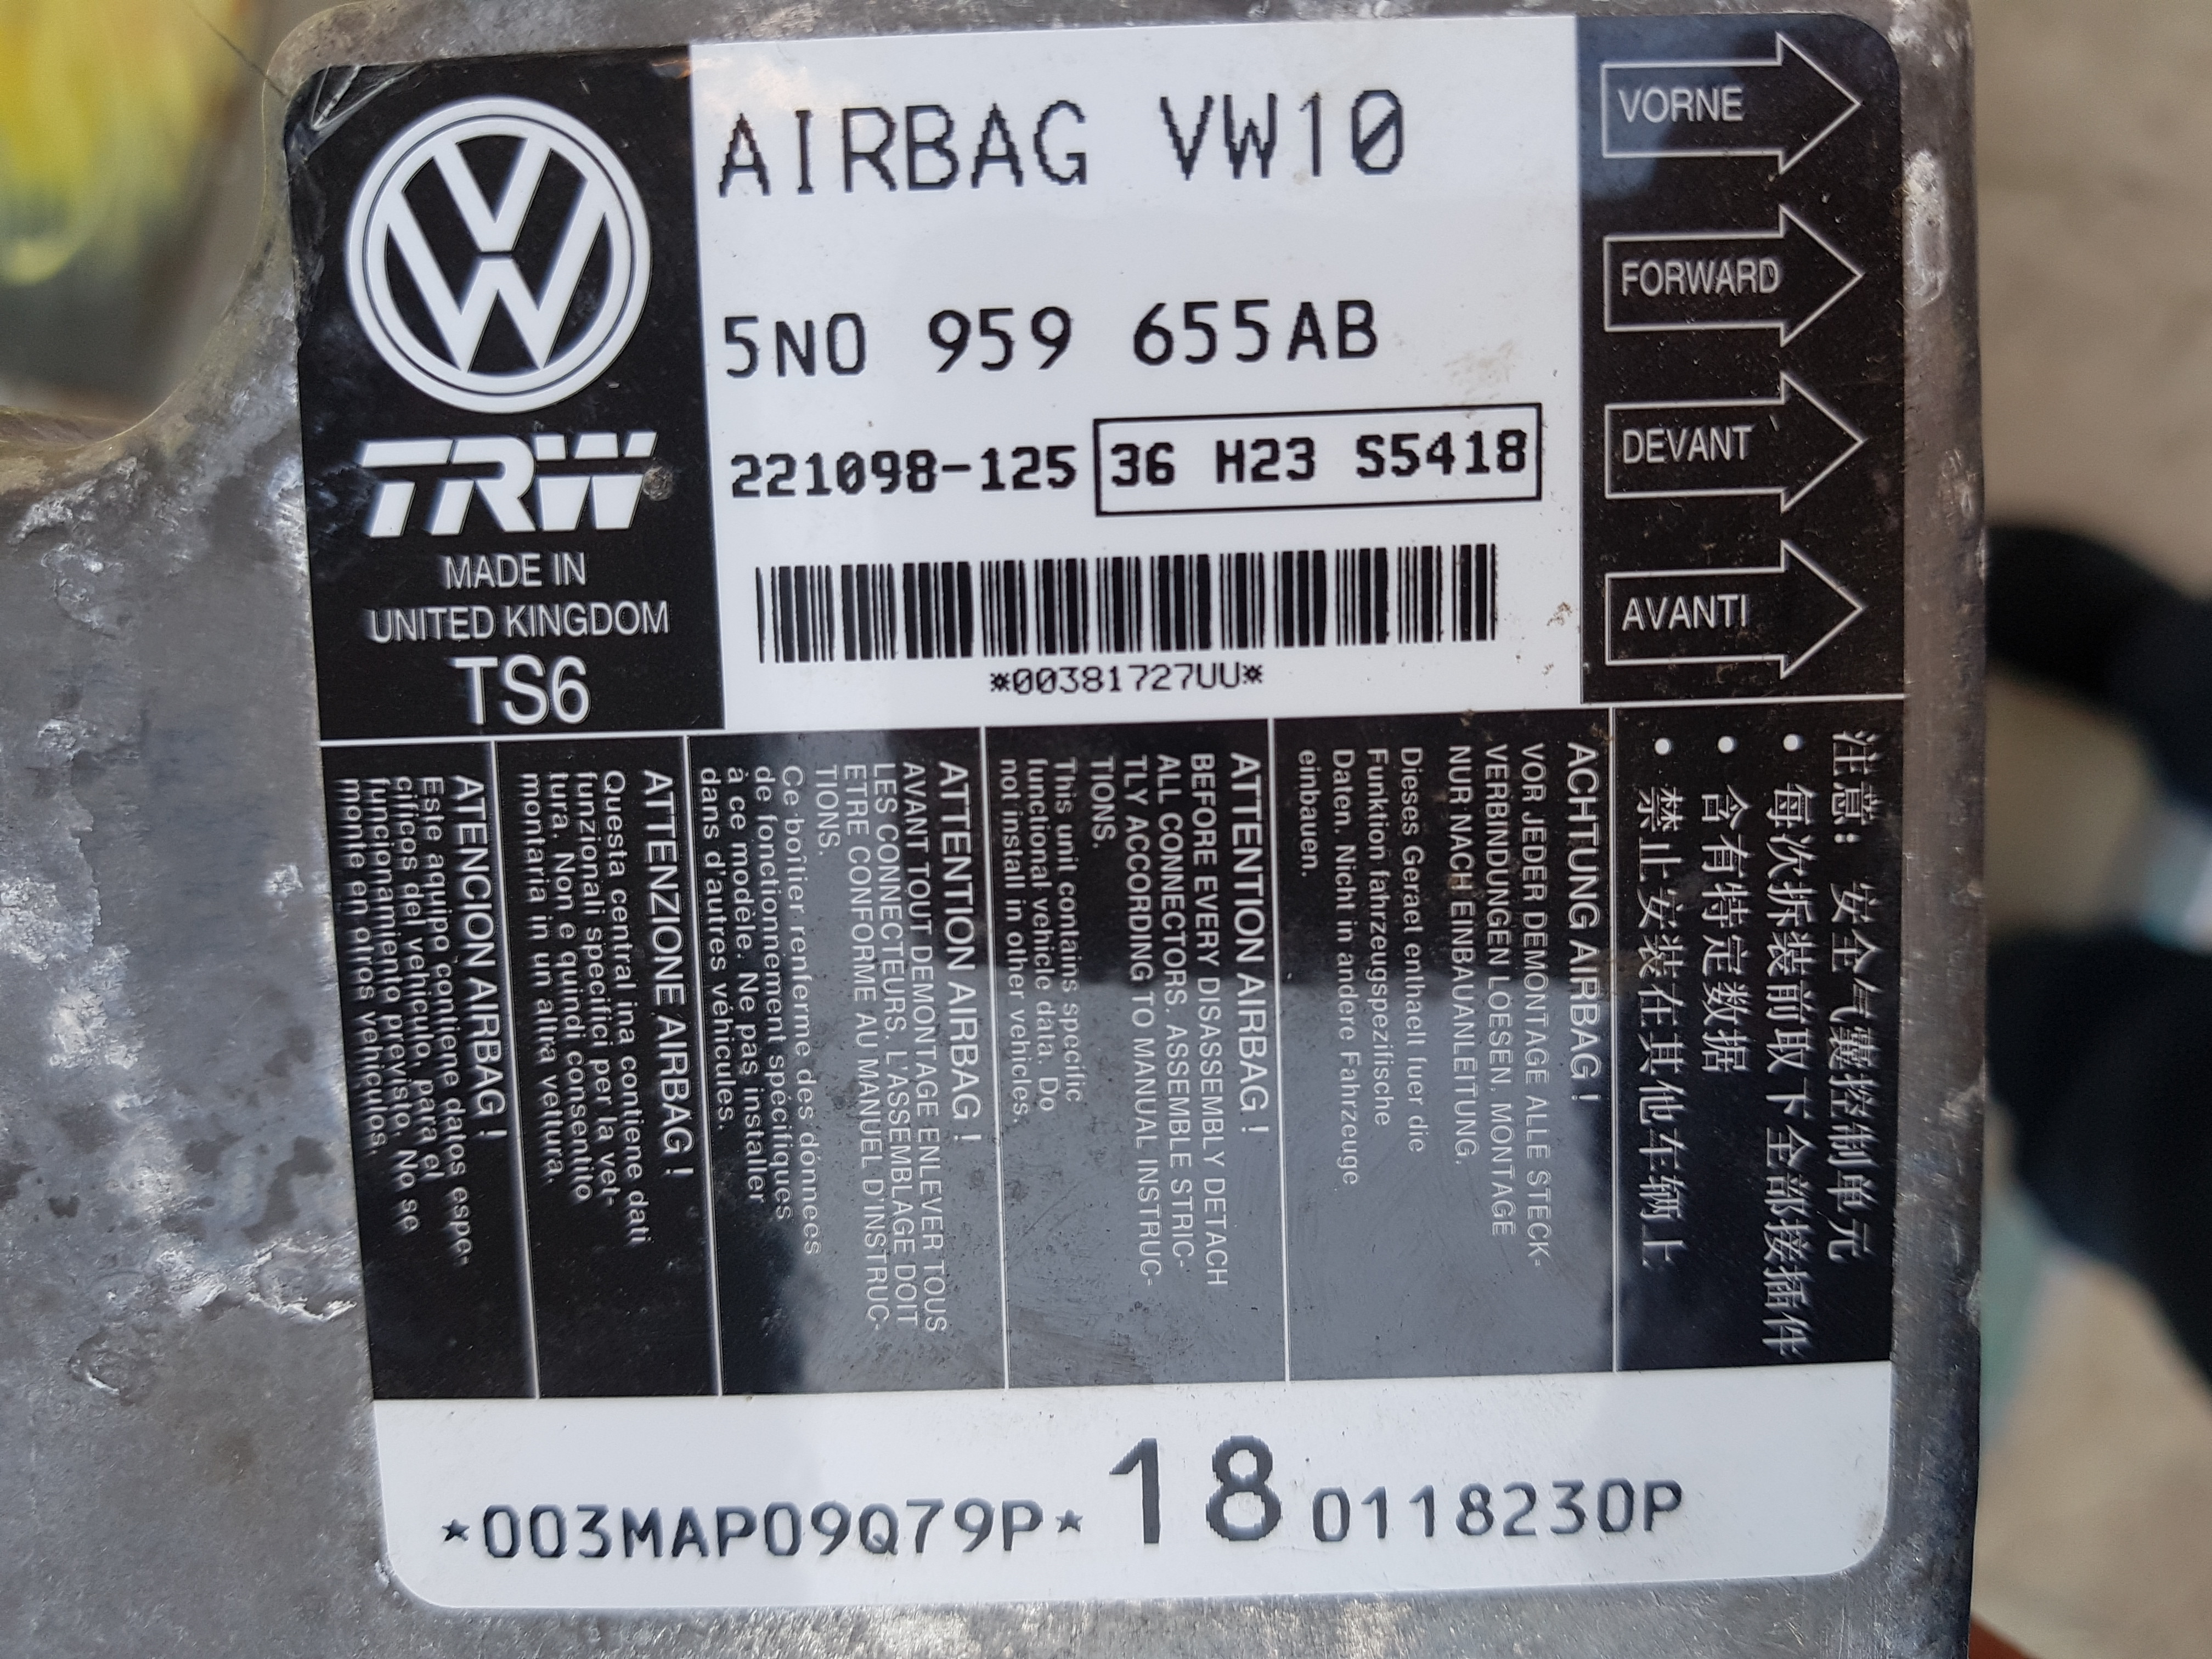 AIRBAG VW10
5N0 959 655AB
221098-125 36 H23 S5418
*00381727UU*
VW
TRW
MADE IN
UNITED KINGDOM
TS6
VORNE
FORWARD
DEVANT
AVANTI
注意: 安全气囊控制单元
• 每次拆装前取下全部接插件
• 含有特定数据
• 禁止安装在其他车辆上
ACHTUNG AIRBAG !
VOR JEDER DEMONTAGE ALLE STECK-
VERBINDUNGEN LOESEN. MONTAGE
NUR NACH EINBAUANLEITUNG.
Dieses Geraet enthaelt fuer die
Funktion fahrzeugspezifische
Daten. Nicht in andere Fahrzeuge
einbauen.
ATTENTION AIRBAG !
BEFORE EVERY DISASSEMBLY DETACH
ALL CONNECTORS. ASSEMBLE STRIC-
TLY ACCORDING TO MANUAL INSTRUC-
TIONS.
This unit contains specific
functional vehicle data. Do
not install in other vehicles.
ATTENTION AIRBAG !
AVANT TOUT DEMONTAGE ENLEVER TOUS
LES CONNECTEURS. L'ASSEMBLAGE DOIT
ETRE CONFORME AU MANUEL D'INSTRUC-
TIONS.
Ce boîtier renferme des données
de fonctionnement spécifiques
à ce modèle. Ne pas installer
dans d'autres véhicules.
ATTENZIONE AIRBAG !
Questa central ina contiene dati
funzionali specifici per la vet-
tura. Non e quindi consentito
montarla in un altra vettura.
ATENCION AIRBAG !
Este aquipo contiene datos espe-
cificos del vehiculo, para el
funcionamiento previsto. No se
monte en otros vehiculos.
*003MAP09Q79P* 18 0118230P